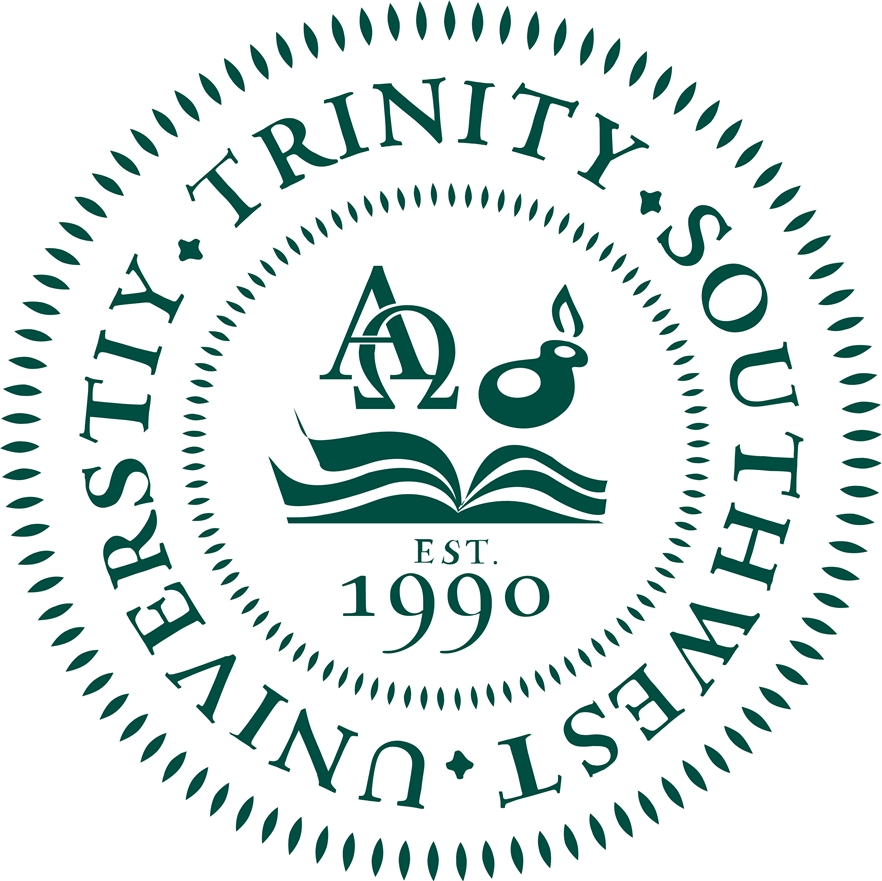 TRINITY · SOUTHWEST · UNIVERSTIY ·
ΑΩ
EST.
1990